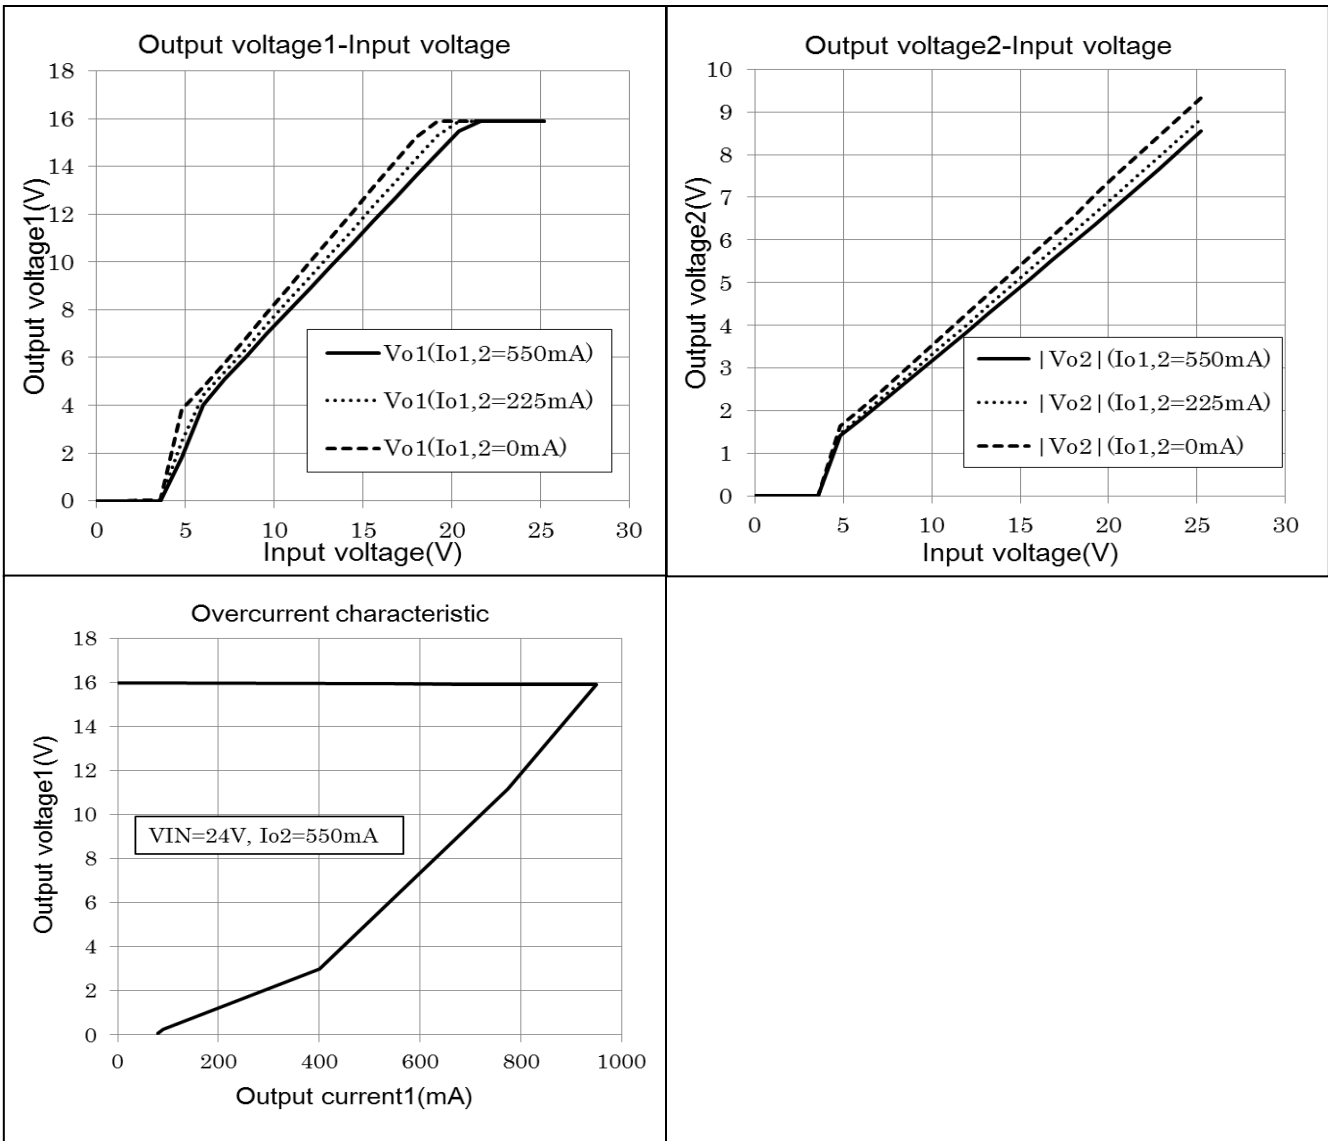 Output voltage1-Input voltage
18
16
14
12
10
8
6
4
2
0
Output voltage1(V)
Vo1(Io1,2=550mA)
Vo1(Io1,2=225mA)
Vo1(Io1,2=0mA)
0 5 10 15 20 25 30
Input voltage(V)
Output voltage2-Input voltage
10
9
8
7
6
5
4
3
2
1
0
Output voltage2(V)
|Vo2|(Io1,2=550mA)
|Vo2|(Io1,2=225mA)
|Vo2|(Io1,2=0mA)
0 5 10 15 20 25 30
Input voltage(V)
Overcurrent characteristic
18
16
14
12
10
8
6
4
2
0
Output voltage1(V)
VIN=24V, Io2=550mA
0 200 400 600 800 1000
Output current1(mA)